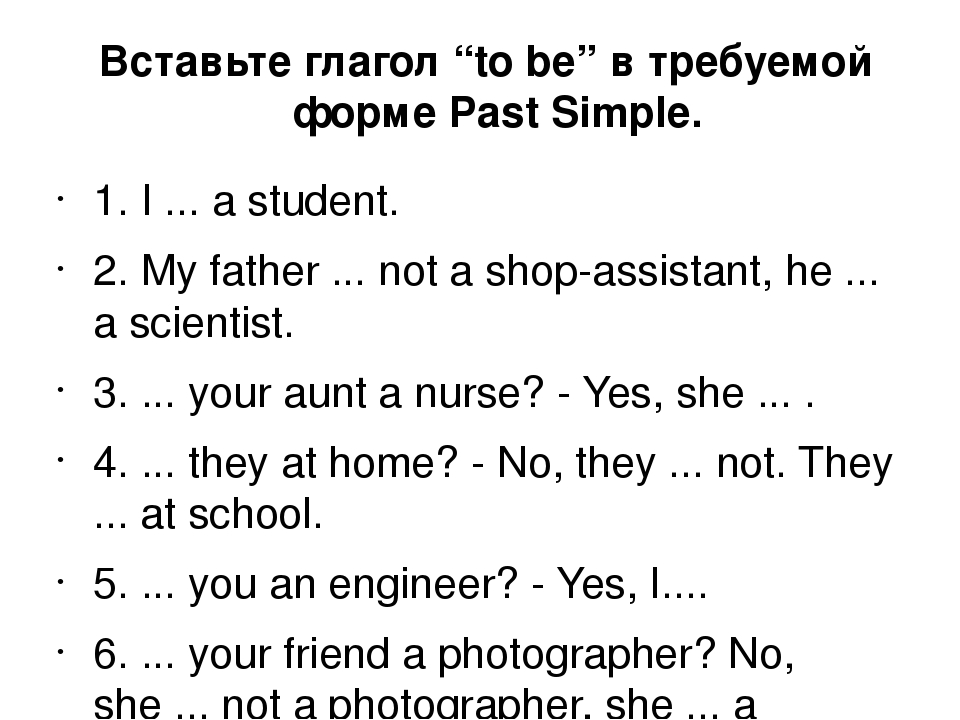 Вставьте глагол “to be” в требуемой
форме Past Simple.
· 1. I ... a student.
· 2. My father ... not a shop-assistant, he ...
a scientist.
· 3. ... your aunt a nurse? - Yes, she ... .
· 4. ... they at home? - No, they ... not. They
... at school.
· 5. ... you an engineer? - Yes, I....
· 6. ... your friend a photographer? No,
she ... not a photographer, she ... a